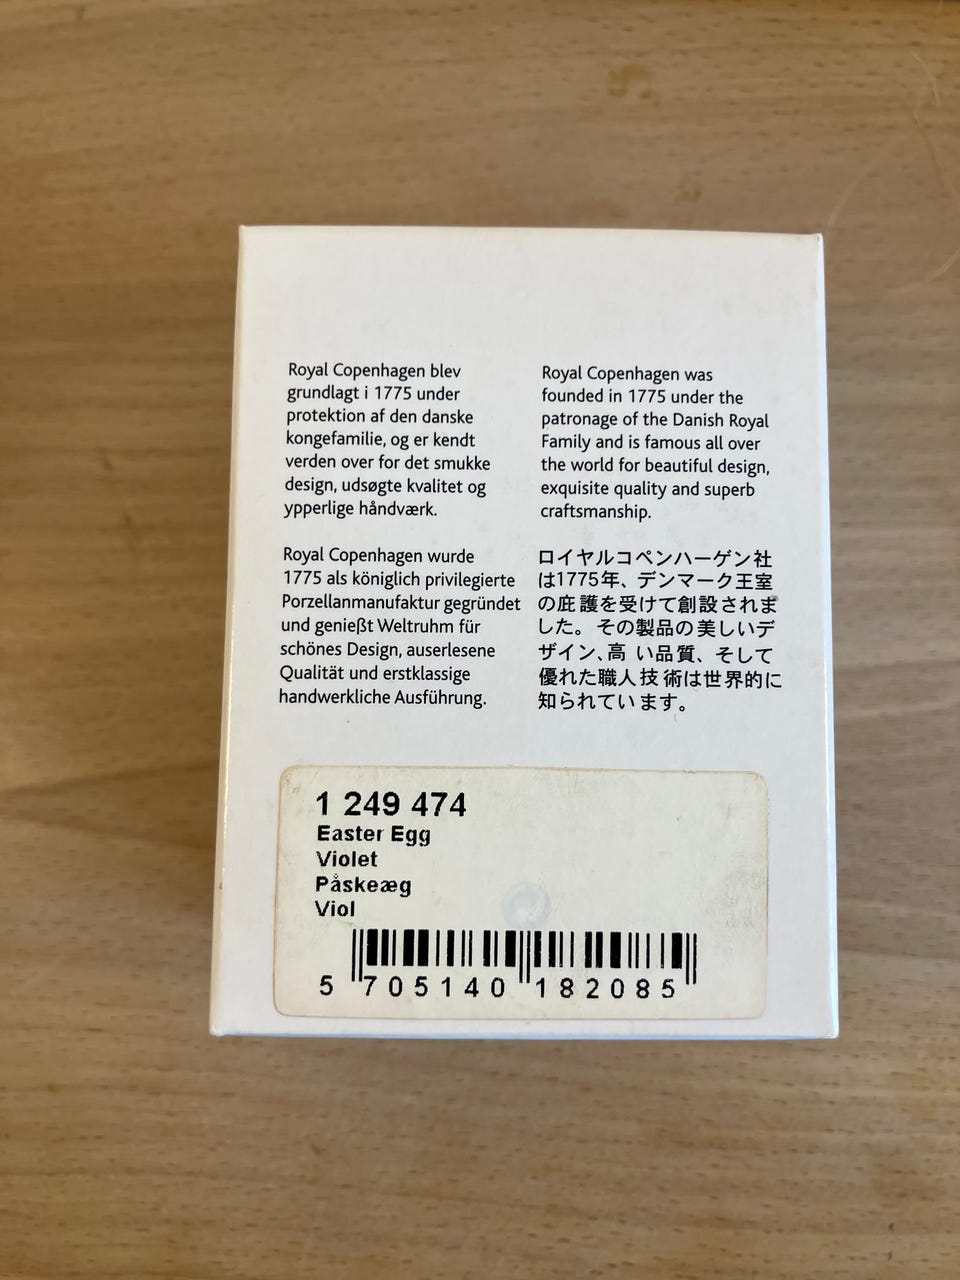 Royal Copenhagen blev
grundlagt i 1775 under
protektion af den danske
kongefamilie, og er kendt
verden over for det smukke
design, udsøgte kvalitet og
ypperlige håndværk.
Royal Copenhagen was
founded in 1775 under the
patronage of the Danish Royal
Family and is famous all over
the world for beautiful design,
exquisite quality and superb
craftsmanship.
Royal Copenhagen wurde
1775 als königlich privilegierte
Porzellanmanufaktur gegründet
und genießt Weltruhm für
schönes Design, auserlesene
Qualität und erstklassige
handwerkliche Ausführung.
ロイヤルコペンハーゲン社
は1775年、デンマーク王室
の庇護を受けて創設されま
した。その製品の美しいデ
ザイン、高い品質、そして
優れた職人技術は世界的に
知られています。
1 249 474
Easter Egg
Violet
Påskeæg
Viol
5 705140 182085